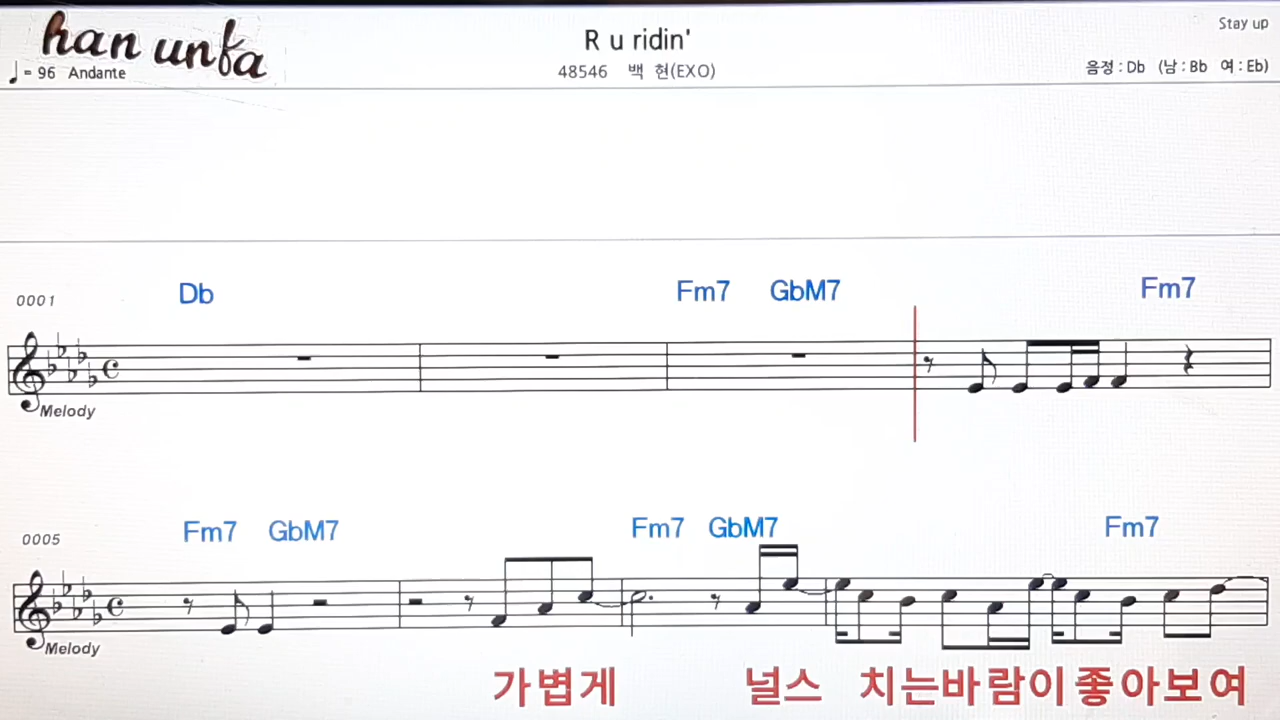 han unfa
R u ridin'
Stay up
♩= 96 Andante
48546 백 현(EXO)
음정 : Db (남 : Bb 여 : Eb)
0001
Db Fm7 GbM7 Fm7
Melody
0005
Fm7 GbM7 Fm7 GbM7 Fm7
Melody
가볍게 널스 치는바람이좋아보여